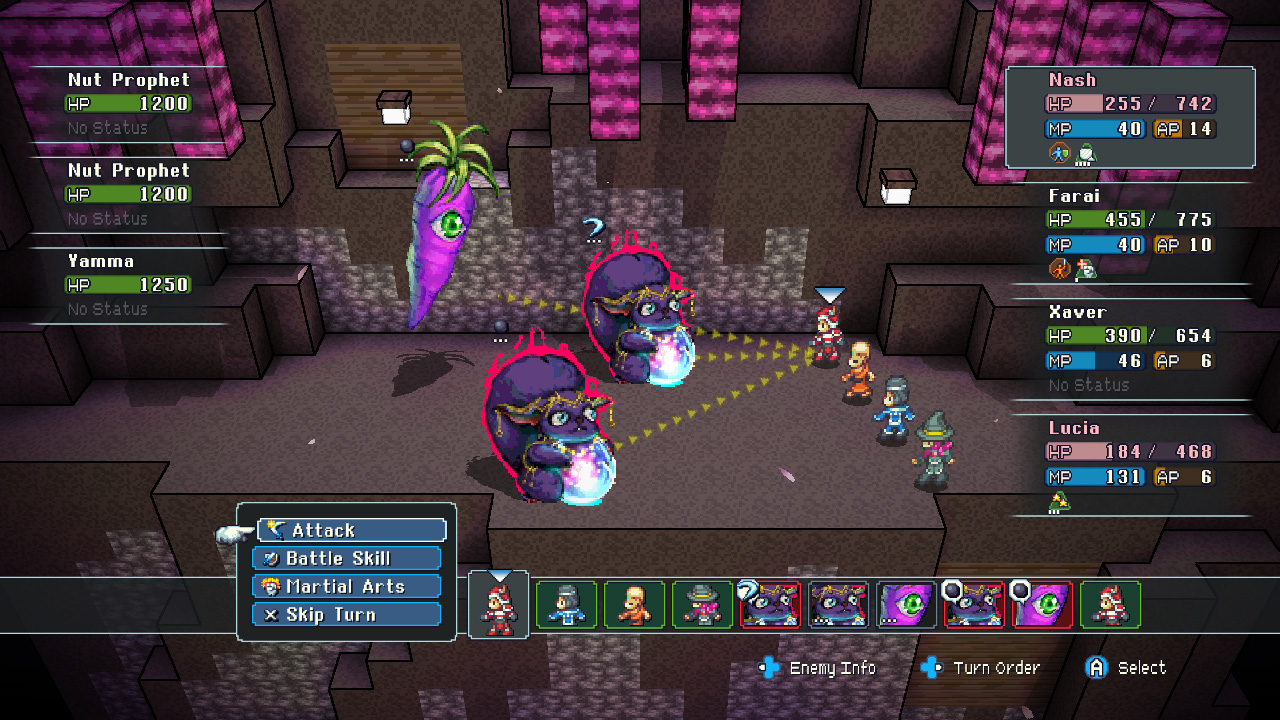 Nut Prophet
HP 1200
No Status
Nut Prophet
HP 1200
No Status
Yamma
HP 1250
No Status
Nash
HP 255/ 742
MP 40 AP 14
Farai
HP 455/ 775
MP 40 AP 10
Xaver
HP 390/ 654
MP 46 AP 6
No Status
Lucia
HP 184/ 468
MP 131 AP 6
?
Attack
Battle Skill
Martial Arts
Skip Turn
?
Enemy Info
Turn Order
A Select